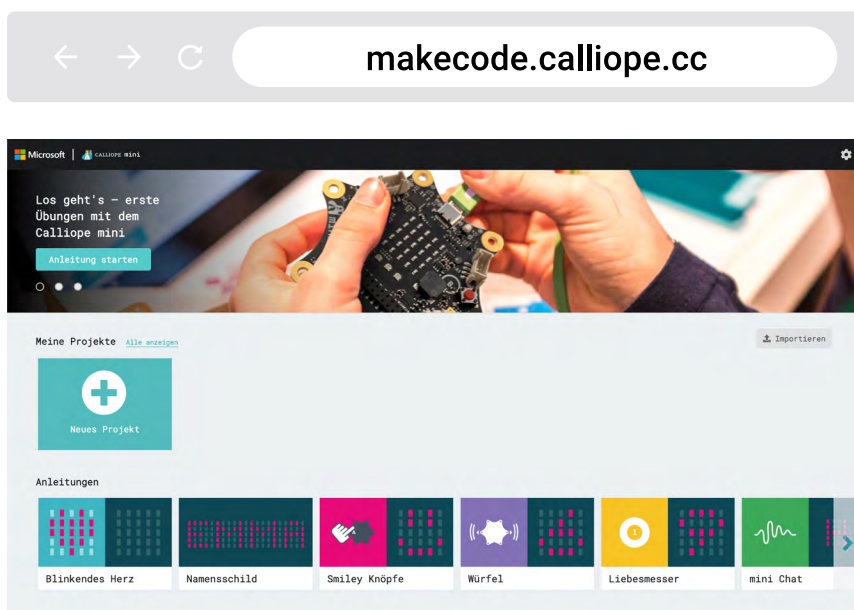 makecode.calliope.cc
Microsoft | CALLIOPE mini
Los geht's – erste
Übungen mit dem
Calliope mini
Anleitung starten
Meine Projekte Alle anzeigen
Importieren
Neues Projekt
Anleitungen
Blinkendes Herz Namensschild Smiley Knöpfe Würfel Liebesmesser mini Chat